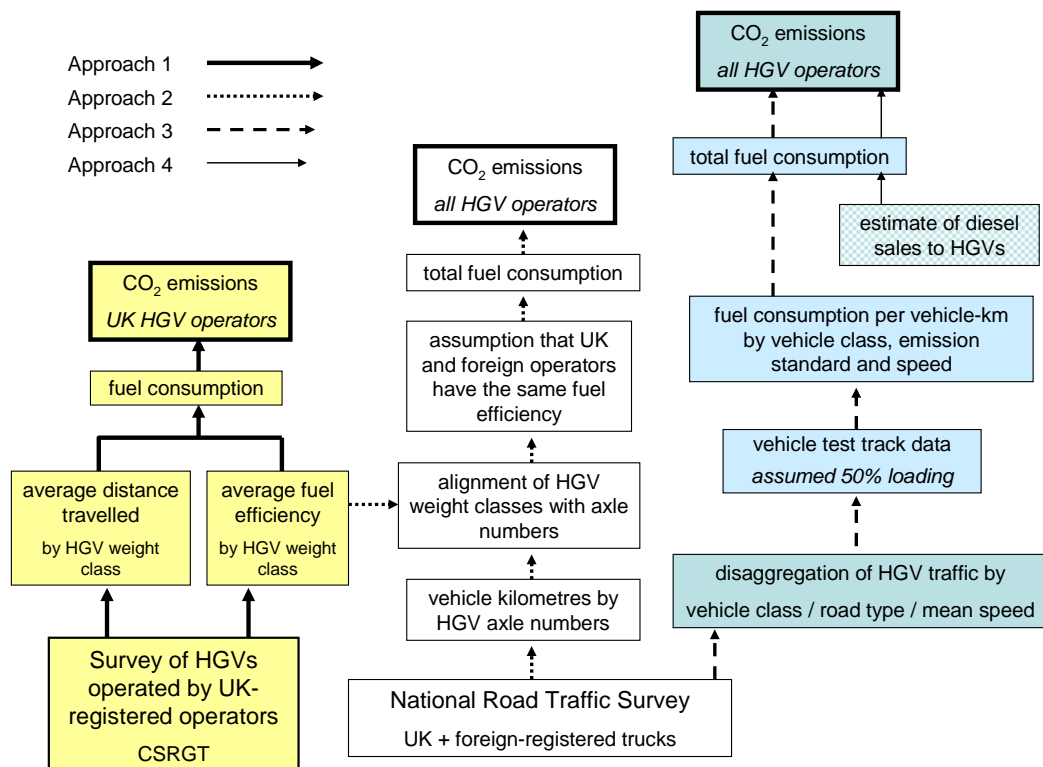 Approach 1
Approach 2
Approach 3
Approach 4
CO₂ emissions
UK HGV operators
fuel consumption
average distance
travelled
by HGV weight
class
average fuel
efficiency
by HGV weight
class
Survey of HGVs
operated by UK-
registered operators
CSRGT
CO₂ emissions
all HGV operators
total fuel consumption
assumption that UK
and foreign operators
have the same fuel
efficiency
alignment of HGV
weight classes with axle
numbers
vehicle kilometres by
HGV axle numbers
National Road Traffic Survey
UK + foreign-registered trucks
CO₂ emissions
all HGV operators
total fuel consumption
estimate of diesel
sales to HGVs
fuel consumption per vehicle-km
by vehicle class, emission
standard and speed
vehicle test track data
assumed 50% loading
disaggregation of HGV traffic by
vehicle class / road type / mean speed